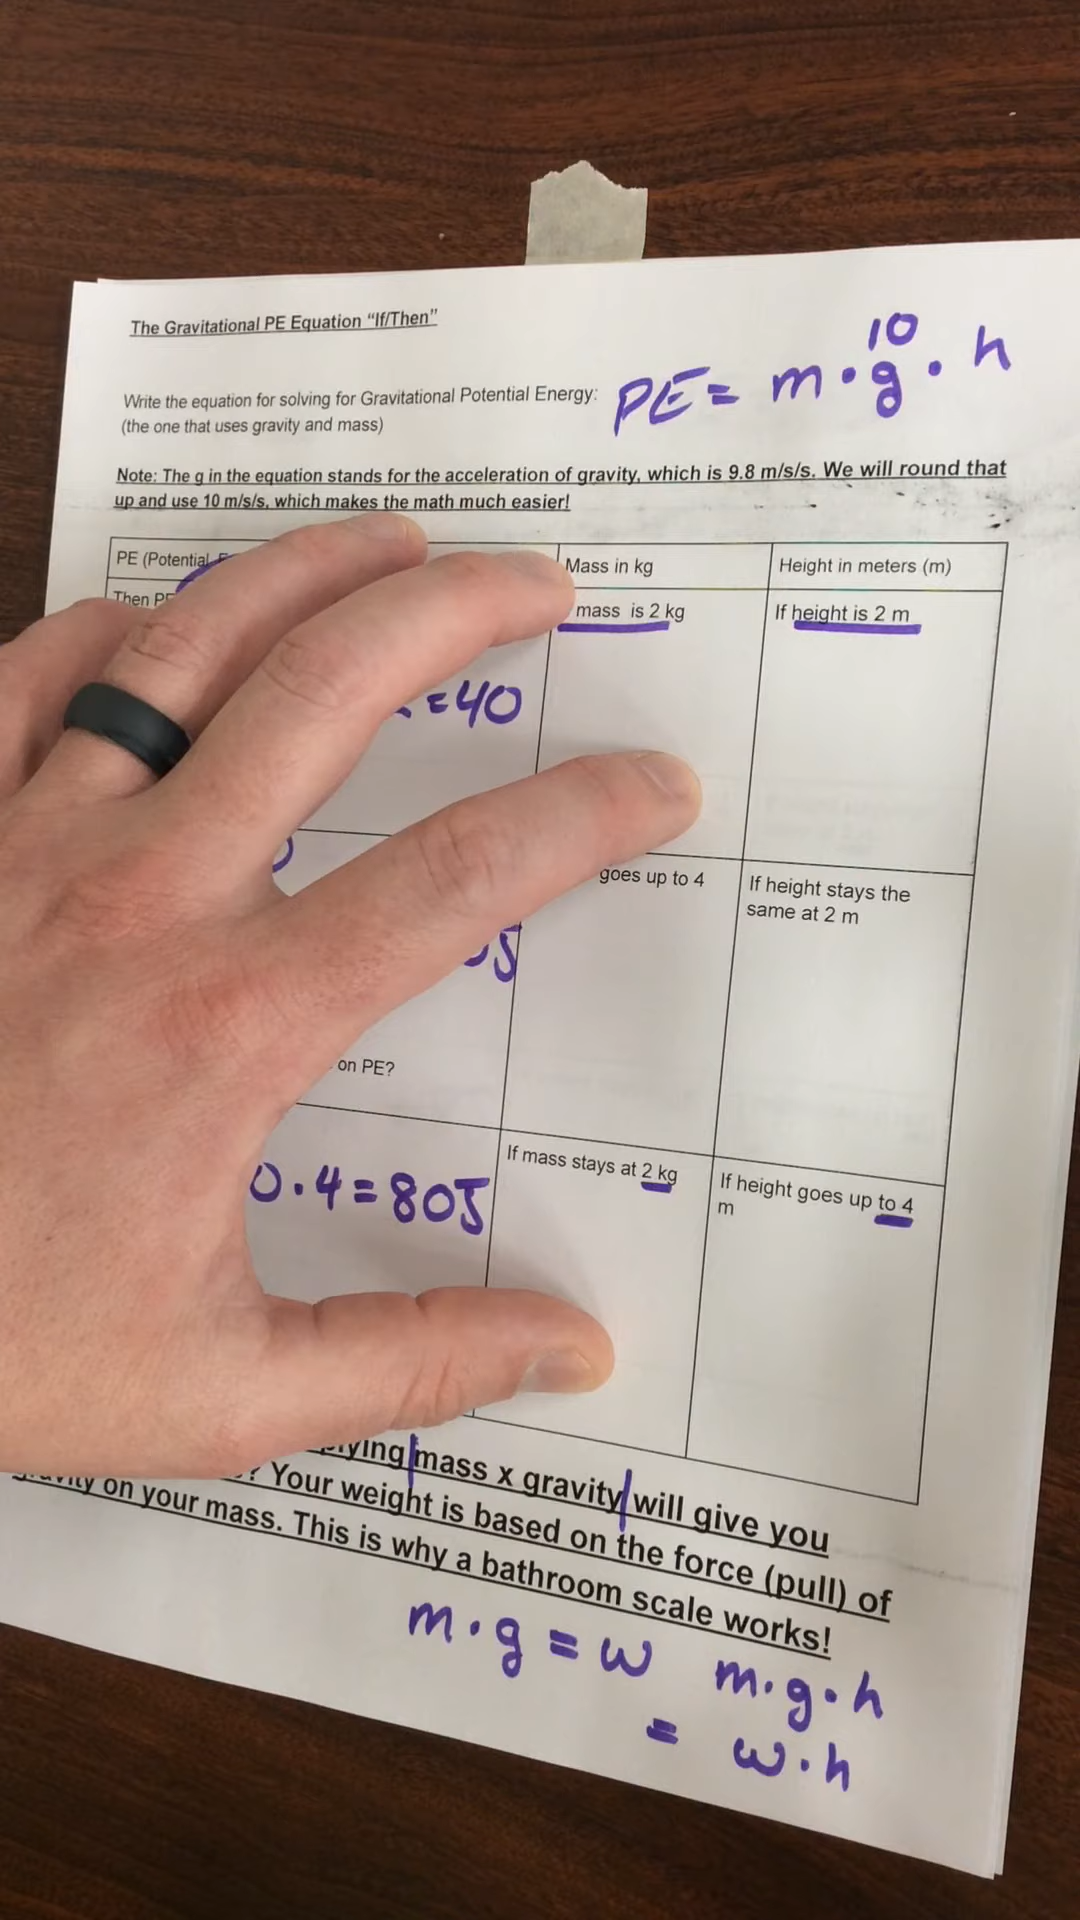 The Gravitational PE Equation “If/Then”
Write the equation for solving for Gravitational Potential Energy:
(the one that uses gravity and mass)
PE = m · g · h
10
Note: The g in the equation stands for the acceleration of gravity, which is 9.8 m/s/s. We will round that
up and use 10 m/s/s, which makes the math much easier!
PE (Potential
Mass in kg
Height in meters (m)
Then
mass is 2 kg
If height is 2 m
=40
goes up to 4
If height stays the
same at 2 m
on PE?
0·4=80J
If mass stays at 2 kg
If height goes up to 4
m
mass x gravity will give you
? Your weight is based on the force (pull) of
on your mass. This is why a bathroom scale works!
m·g = w
m·g·h
= w·h